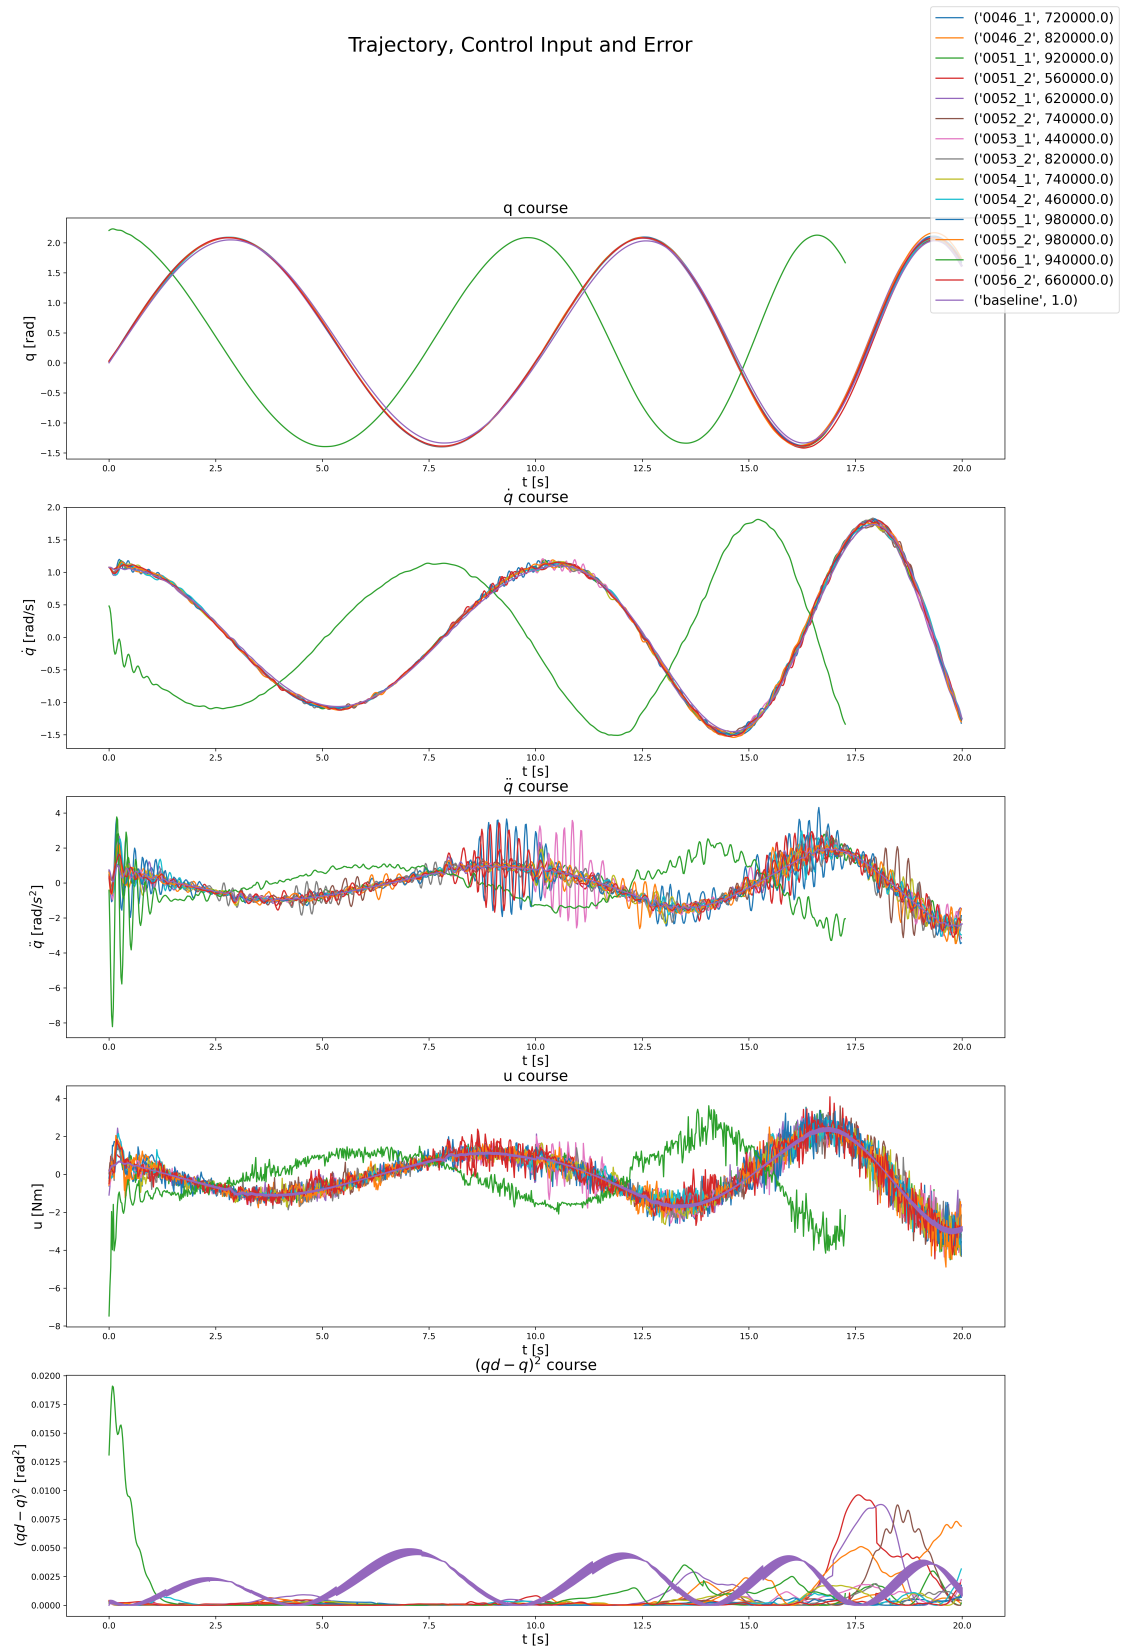 Trajectory, Control Input and Error
('0046_1', 720000.0)
('0046_2', 820000.0)
('0051_1', 920000.0)
('0051_2', 560000.0)
('0052_1', 620000.0)
('0052_2', 740000.0)
('0053_1', 440000.0)
('0053_2', 820000.0)
('0054_1', 740000.0)
('0054_2', 460000.0)
('0055_1', 980000.0)
('0055_2', 980000.0)
('0056_1', 940000.0)
('0056_2', 660000.0)
('baseline', 1.0)
q course
q [rad]
2.0
1.5
1.0
0.5
0.0
−0.5
−1.0
−1.5
0.0 2.5 5.0 7.5 10.0 12.5 15.0 17.5 20.0
t [s]
q̇ course
q̇ [rad/s]
2.0
1.5
1.0
0.5
0.0
−0.5
−1.0
−1.5
0.0 2.5 5.0 7.5 10.0 12.5 15.0 17.5 20.0
t [s]
q̈ course
q̈ [rad/s²]
4
2
0
−2
−4
−6
−8
0.0 2.5 5.0 7.5 10.0 12.5 15.0 17.5 20.0
t [s]
u course
u [Nm]
4
2
0
−2
−4
−6
−8
0.0 2.5 5.0 7.5 10.0 12.5 15.0 17.5 20.0
t [s]
(qd − q)² course
(qd − q)² [rad²]
0.0200
0.0175
0.0150
0.0125
0.0100
0.0075
0.0050
0.0025
0.0000
0.0 2.5 5.0 7.5 10.0 12.5 15.0 17.5 20.0
t [s]